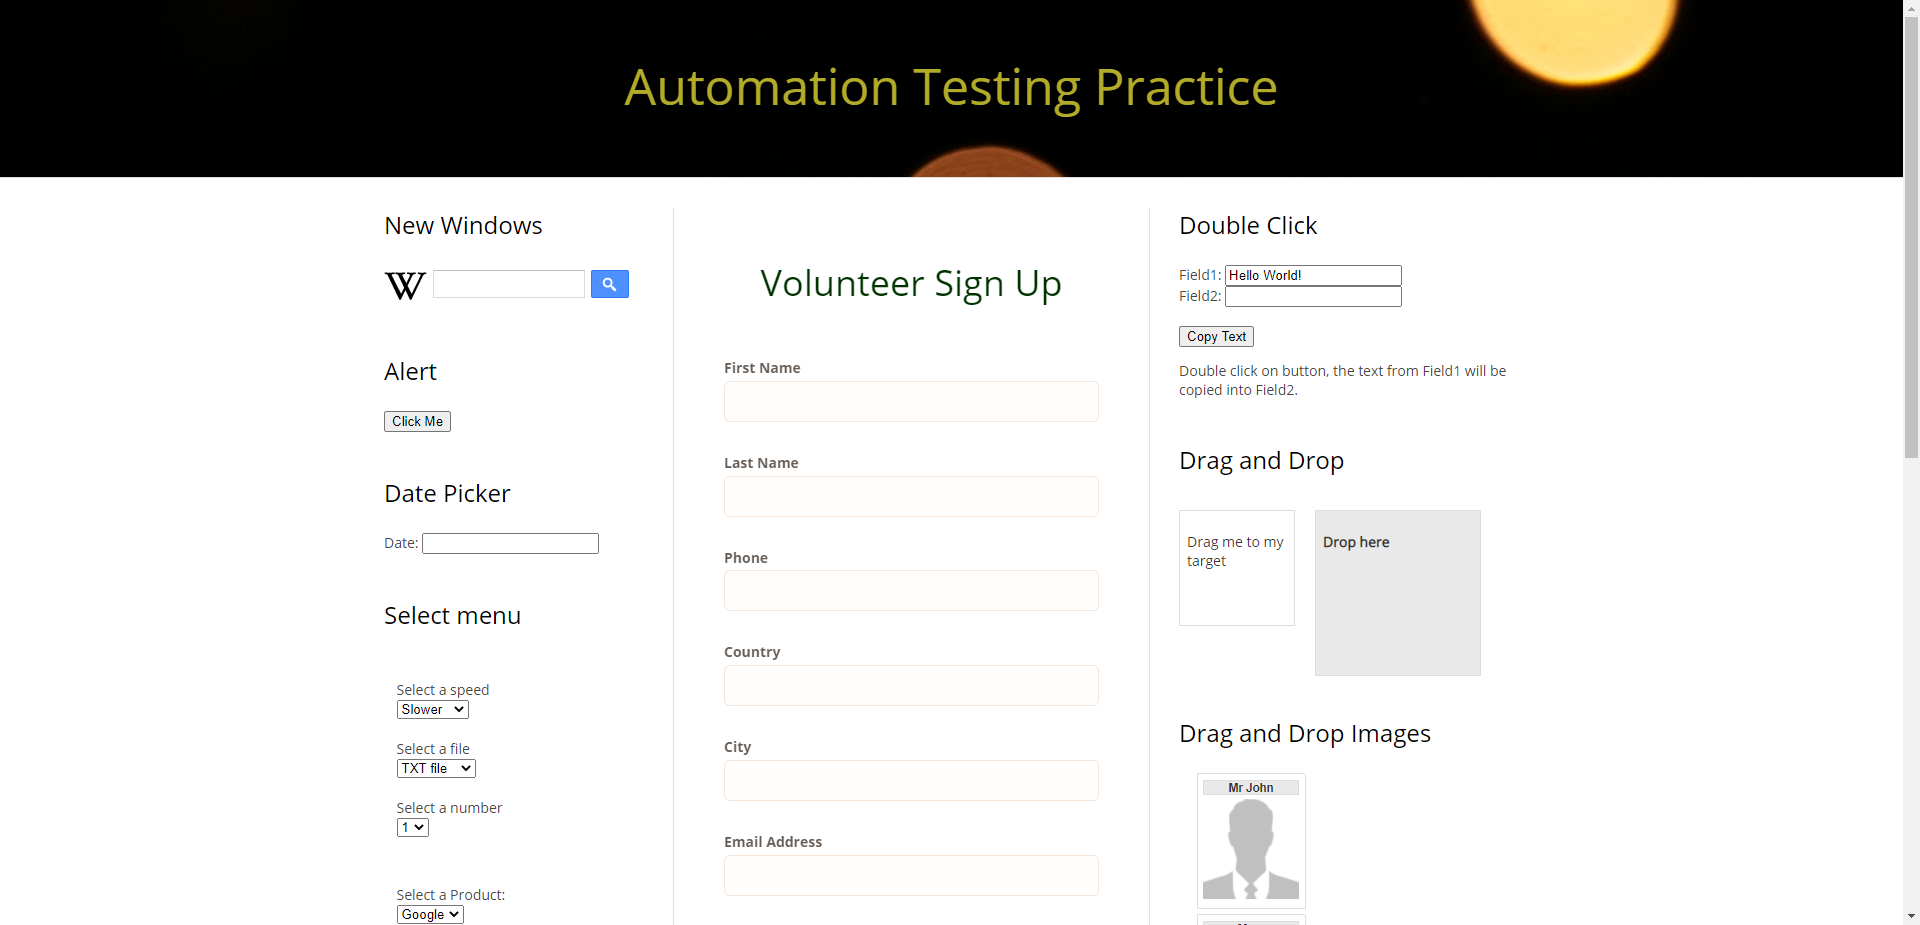 Automation Testing Practice
New Windows
W
Alert
Click Me
Date Picker
Date:
Select menu
Select a speed
Slower
Select a file
TXT file
Select a number
1
Select a Product:
Google
Volunteer Sign Up
First Name
Last Name
Phone
Country
City
Email Address
Double Click
Field1: Hello World!
Field2:
Copy Text
Double click on button, the text from Field1 will be
copied into Field2.
Drag and Drop
Drag me to my
target
Drop here
Drag and Drop Images
Mr John